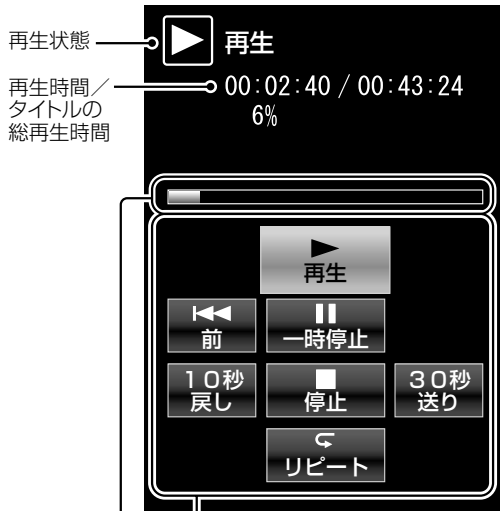 再生状態
再生
再生時間／
タイトルの
総再生時間
00:02:40 / 00:43:24
6%
再生
前
一時停止
１０秒
戻し
停止
３０秒
送り
リピート